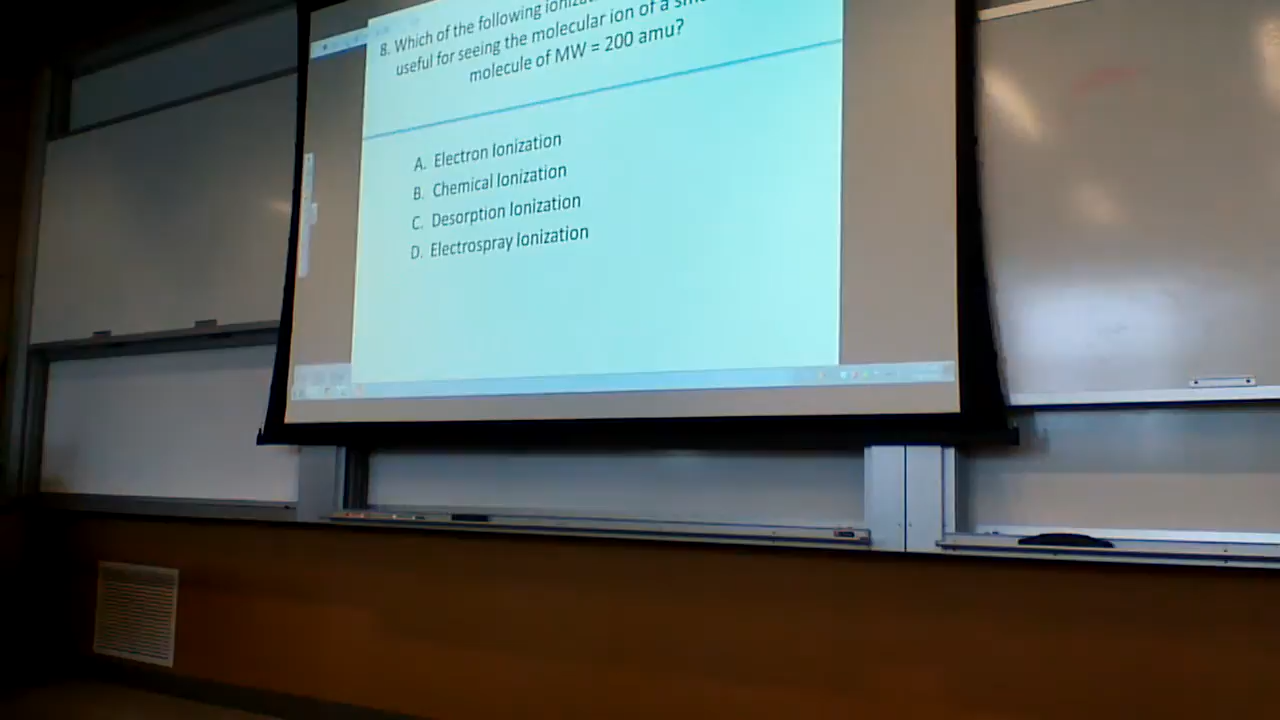 8. Which of the following
useful for seeing the molecular ion of a
molecule of MW = 200 amu?
A. Electron Ionization
B. Chemical Ionization
C. Desorption Ionization
D. Electrospray Ionization